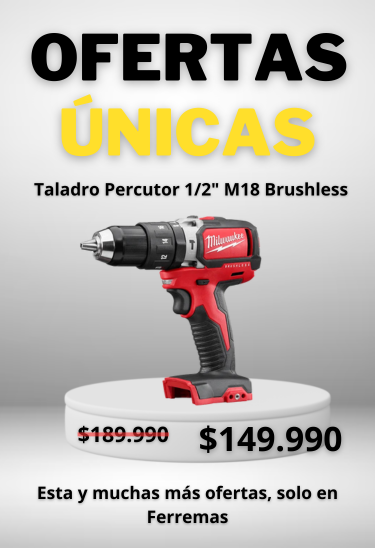 OFERTAS
ÚNICAS
Taladro Percutor 1/2" M18 Brushless
Milwaukee
BRUSHLESS
$189.990
$149.990
Esta y muchas más ofertas, solo en
Ferremas